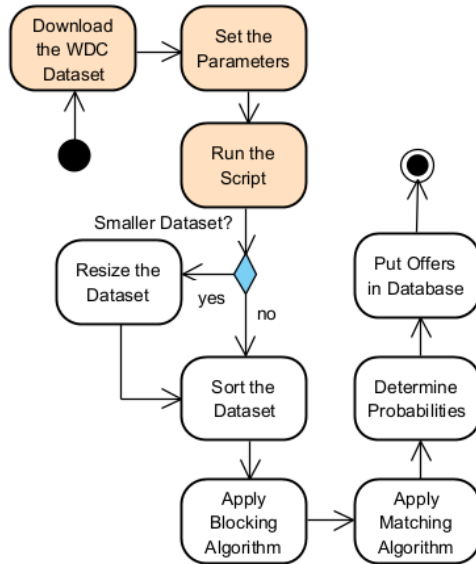 Download
the WDC
Dataset
Set the
Parameters
Run the
Script
Smaller Dataset?
Resize the
Dataset
yes
no
Sort the
Dataset
Apply
Blocking
Algorithm
Apply
Matching
Algorithm
Determine
Probabilities
Put Offers
in Database